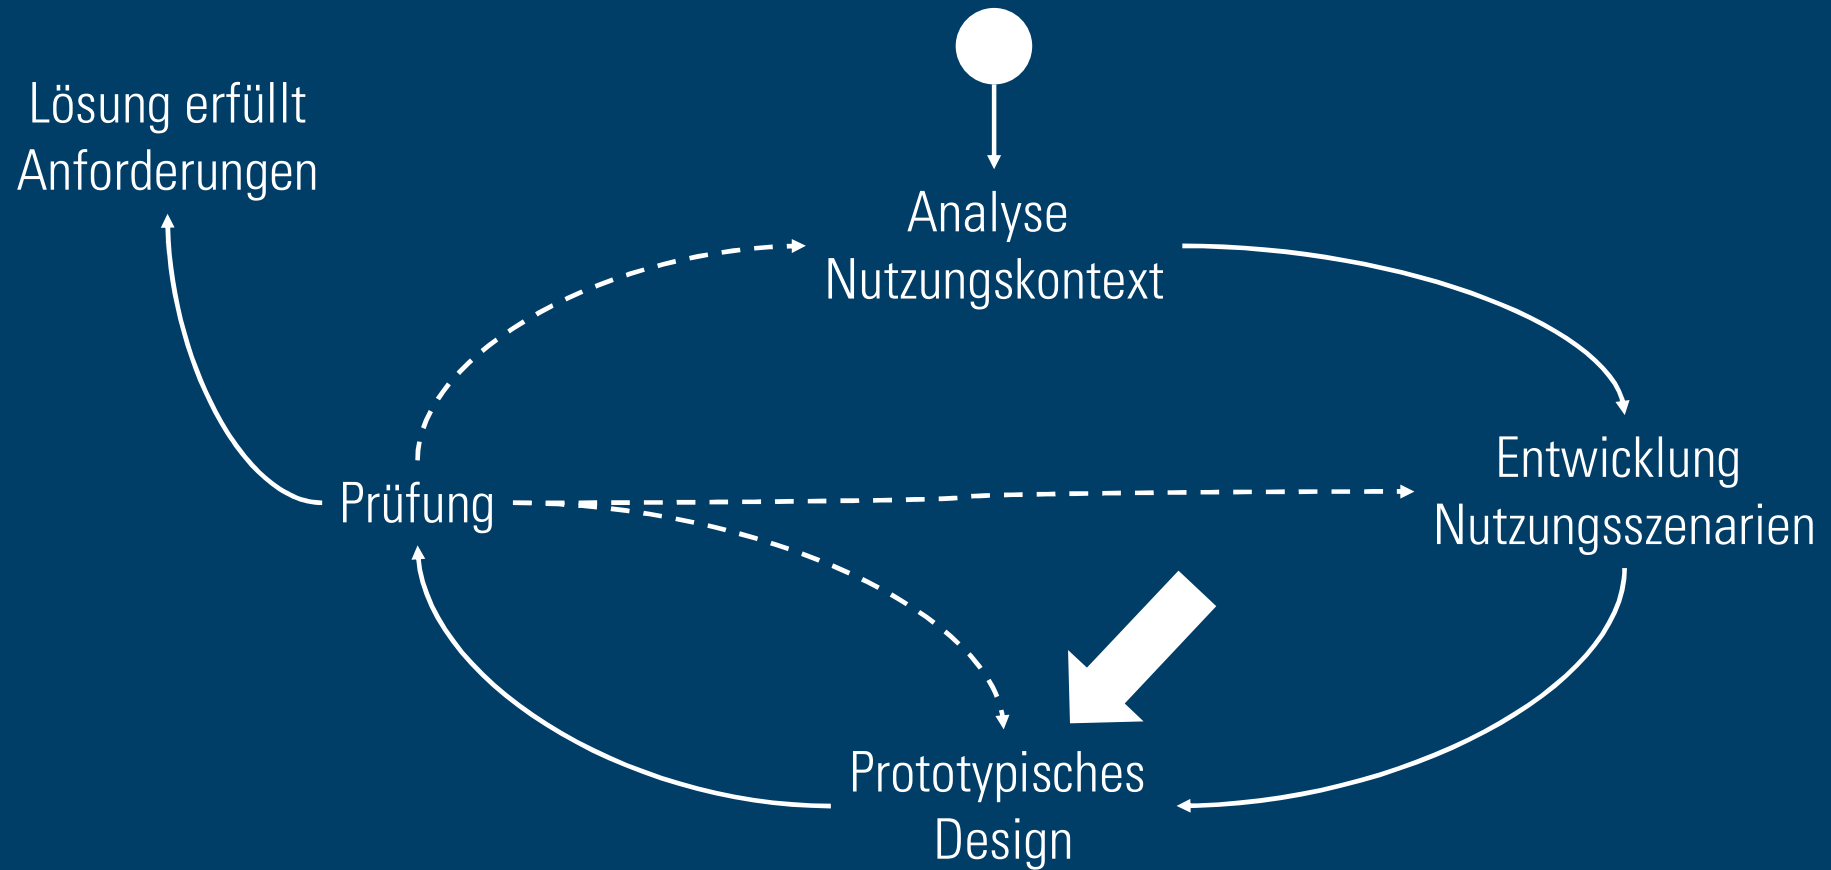 Lösung erfüllt
Anforderungen
Analyse
Nutzungskontext
Entwicklung
Nutzungsszenarien
Prüfung
Prototypisches
Design